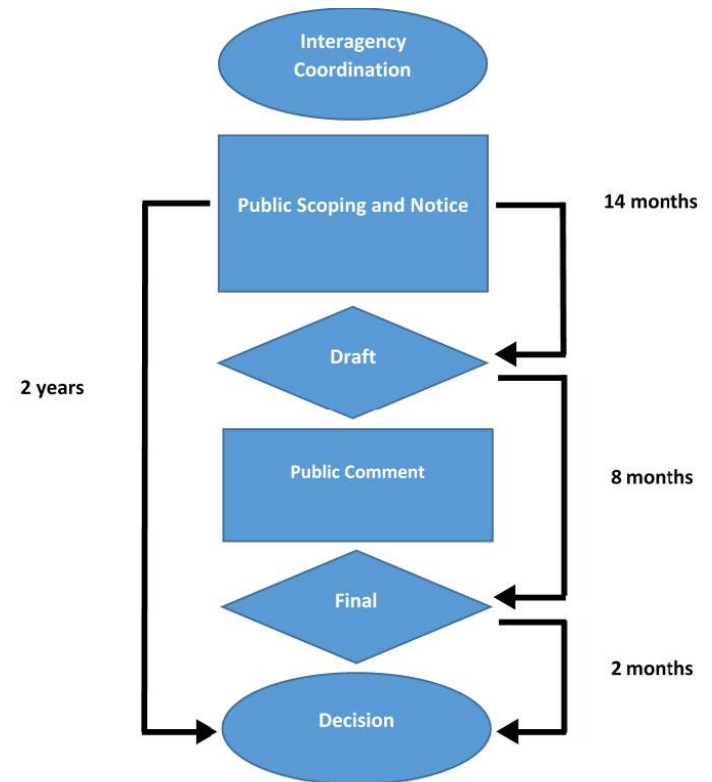 Interagency
Coordination
Public Scoping and Notice
14 months
Draft
2 years
Public Comment
8 months
Final
2 months
Decision